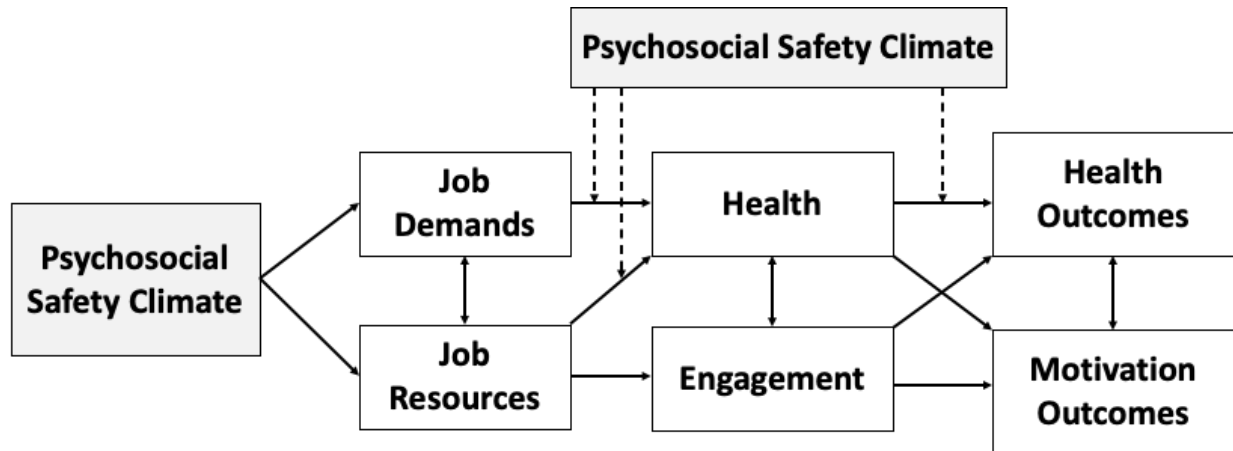 Psychosocial Safety Climate
Psychosocial
Safety Climate
Job
Demands
Job
Resources
Health
Engagement
Health
Outcomes
Motivation
Outcomes